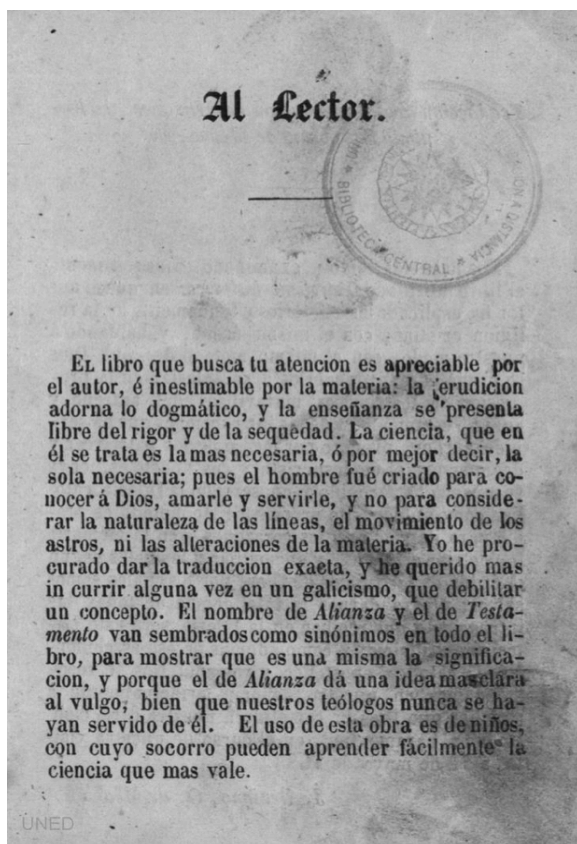 Al Lector.
BIBLIOTECA CENTRAL * A DISTANCIA
EL libro que busca tu atencion es apreciable por
el autor, é inestimable por la materia: la erudicion
adorna lo dogmático, y la enseñanza se presenta
libre del rigor y de la sequedad. La ciencia, que en
él se trata es la mas necesaria, ó por mejor decir, la
sola necesaria; pues el hombre fué criado para co-
nocer á Dios, amarle y servirle, y no para conside-
rar la naturaleza de las líneas, el movimiento de los
astros, ni las alteraciones de la materia. Yo he pro-
curado dar la traduccion exaeta, y he querido mas
in currir alguna vez en un galicismo, que debilitar
un concepto. El nombre de Alianza y el de Testa-
mento van sembrados como sinónimos en todo el li-
bro, para mostrar que es una misma la significa-
cion, y porque el de Alianza dá una idea mas clara
al vulgo, bien que nuestros teólogos nunca se ha-
yan servido de él. El uso de esta obra es de niños,
con cuyo socorro pueden aprender fácilmente la
ciencia que mas vale.
UNED